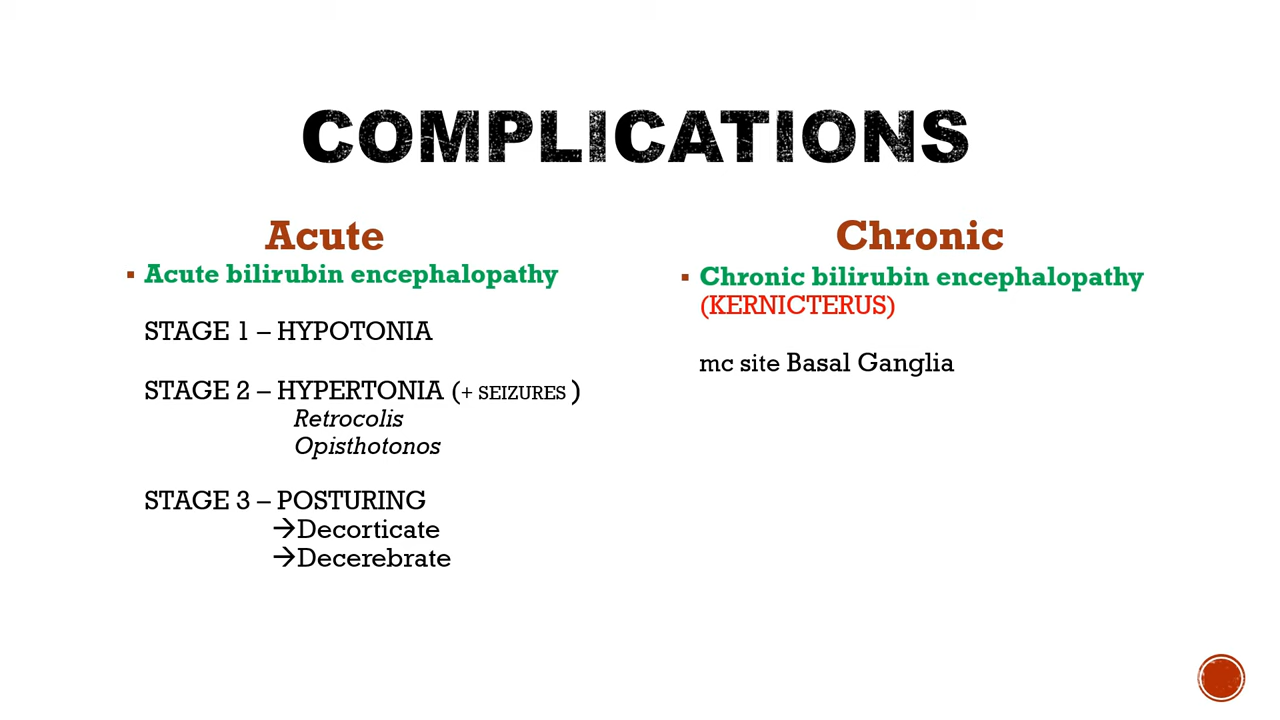 COMPLICATIONS
Acute
▪ Acute bilirubin encephalopathy
STAGE 1 – HYPOTONIA
STAGE 2 – HYPERTONIA (+ SEIZURES )
Retrocolis
Opisthotonos
STAGE 3 – POSTURING
→Decorticate
→Decerebrate
Chronic
▪ Chronic bilirubin encephalopathy
(KERNICTERUS)
mc site Basal Ganglia